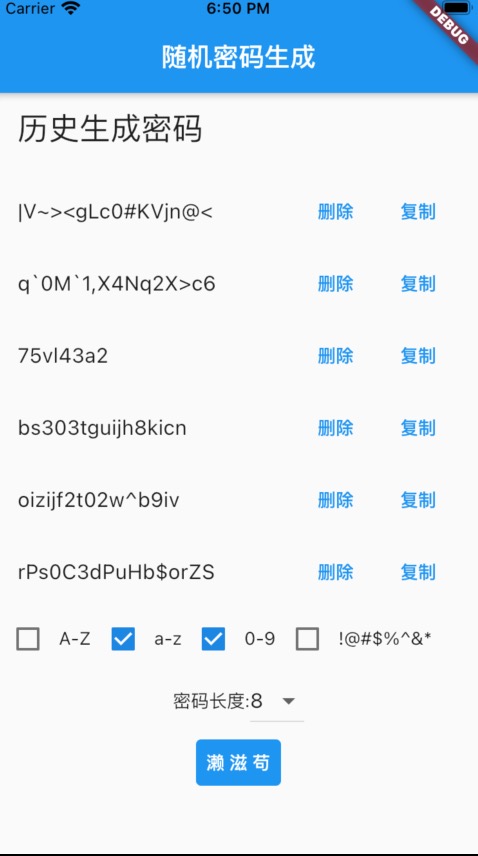 Carrier 6:50 PM
DEBUG
随机密码生成
历史生成密码
|V~><gLc0#KVjn@< 删除 复制
q`0M`1,X4Nq2X>c6 删除 复制
75vl43a2 删除 复制
bs303tguijh8kicn 删除 复制
oizijf2t02w^b9iv 删除 复制
rPs0C3dPuHb$orZS 删除 复制
A-Z a-z 0-9 !@#$%^&*
密码长度:8
濑 滋 苟